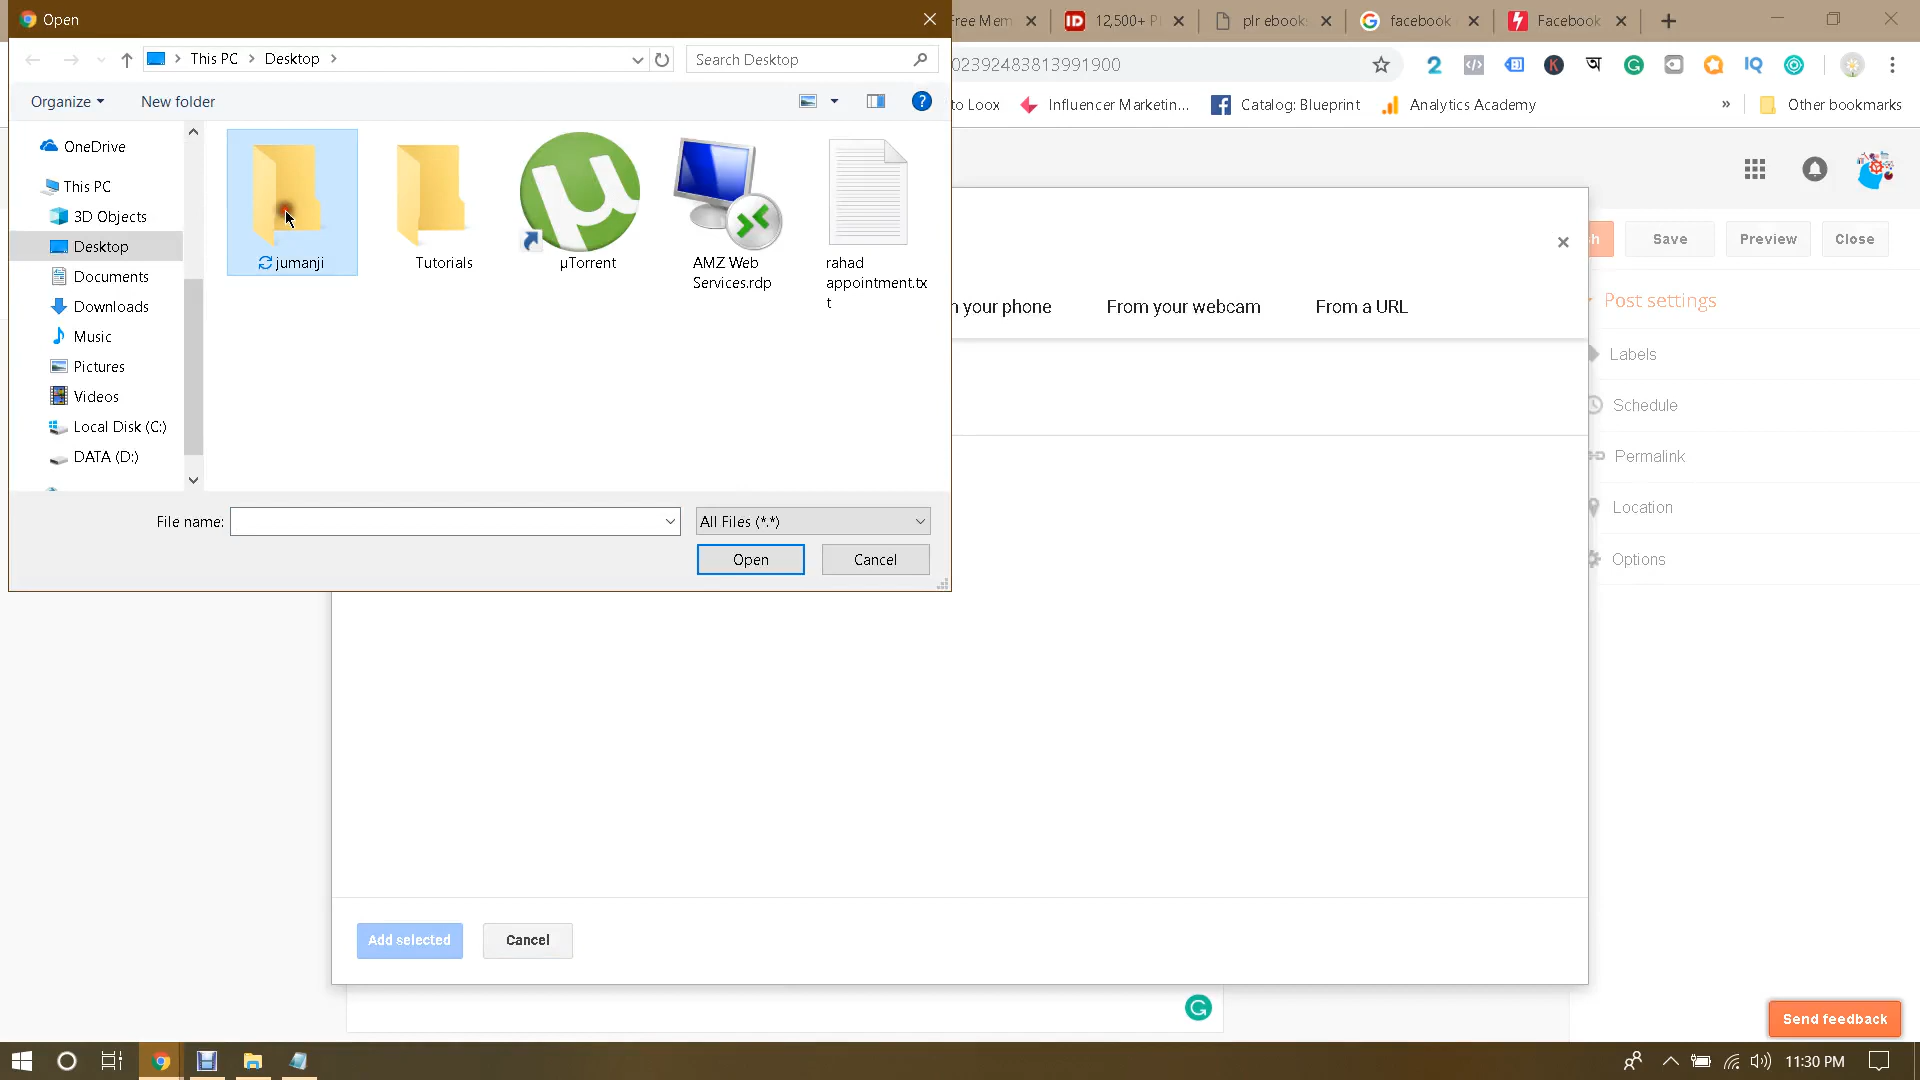 Open
Free Mem
12,500+ P
plr ebook
facebook
Facebook
This PC
Desktop
Search Desktop
02392483813991900
IQ
Organize
New folder
to Loox
Influencer Marketin...
Catalog: Blueprint
Analytics Academy
»
Other bookmarks
OneDrive
This PC
3D Objects
Desktop
Documents
Downloads
Music
Pictures
Videos
Local Disk (C:)
DATA (D:)
jumanji
Tutorials
µTorrent
AMZ Web
Services.rdp
rahad
appointment.tx
t
File name:
All Files (*.*)
Open
Cancel
your phone
From your webcam
From a URL
Save
Preview
Close
Post settings
Labels
Schedule
Permalink
Location
Options
Add selected
Cancel
Send feedback
11:30 PM